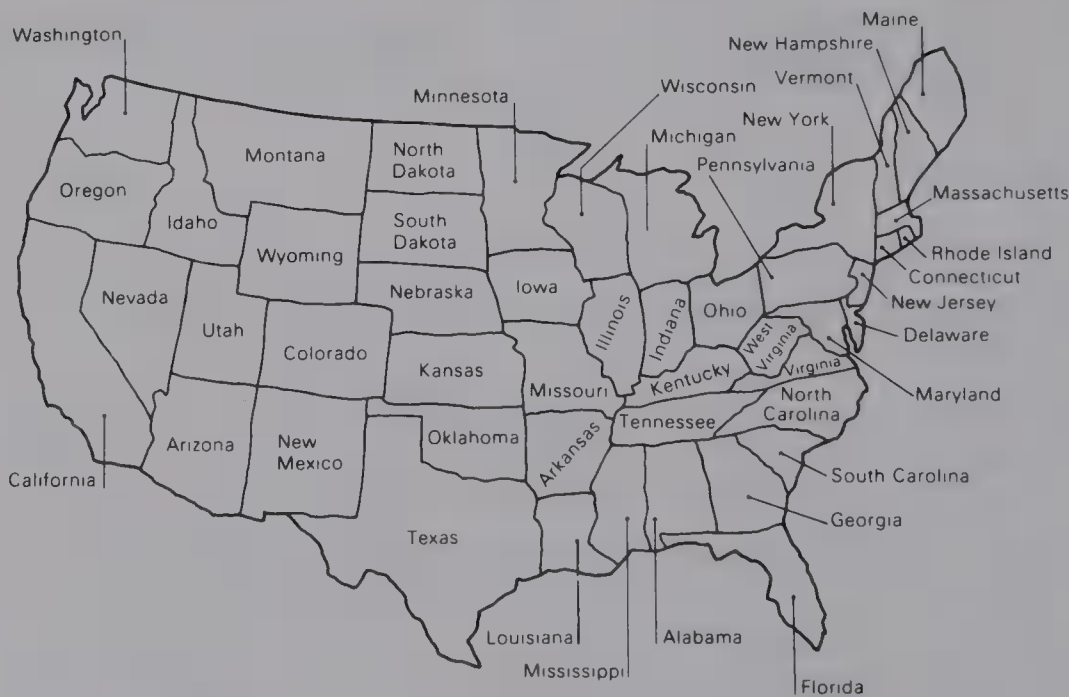 Maine
Washington
New Hampshire
Wisconsin
Vermont
Minnesota
New York
Michigan
Montana
North
Dakota
Pennsylvania
Oregon
Massachusetts
Idaho
South
Dakota
Wyoming
Rhode Island
Connecticut
Nevada
Nebraska
Iowa
New Jersey
Utah
Illinois
Indiana
Ohio
Delaware
West
Virginia
Colorado
Kansas
Virginia
Missouri
Kentucky
Maryland
North
Carolina
Tennessee
Arizona
New
Mexico
Oklahoma
Arkansas
California
South Carolina
Georgia
Texas
Louisiana
Alabama
Mississippi
Florida